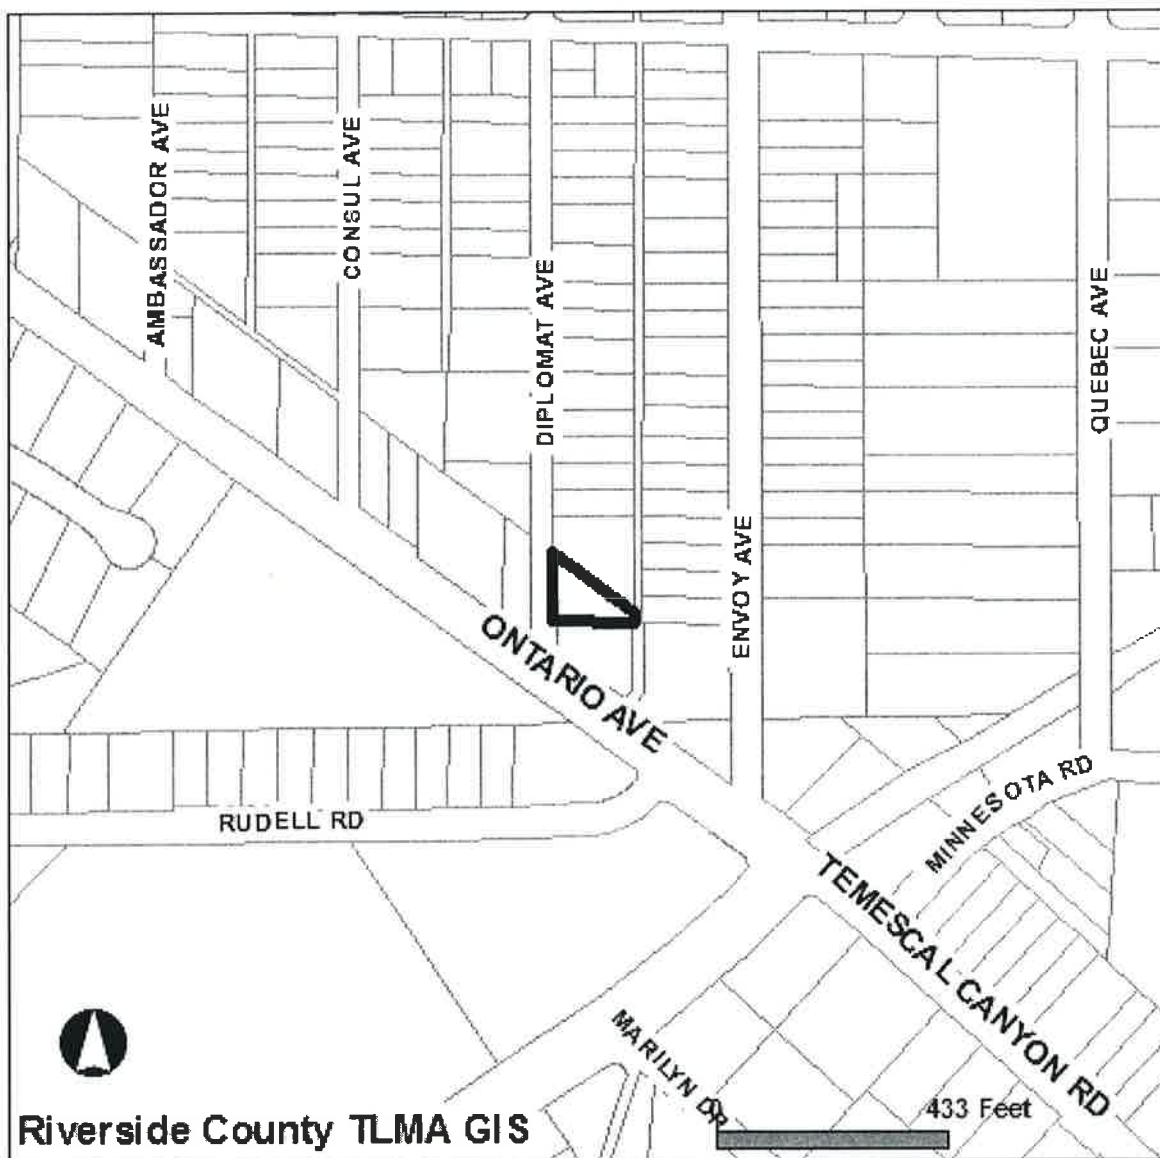 AMBASSADOR AVE
CONSUL AVE
DIPLOMAT AVE
ENVOY AVE
QUEBEC AVE
ONTARIO AVE
RUDELL RD
MINNESOTA RD
TEMESCAL CANYON RD
MARILYN DR
433 Feet
Riverside County TLMA GIS